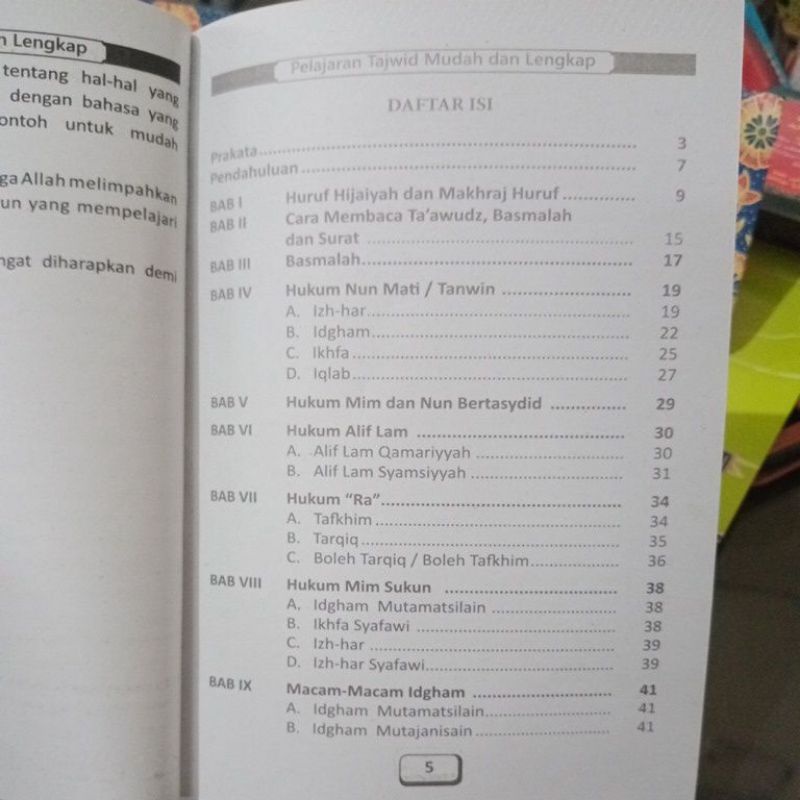 n Lengkap
tentang hal-hal yang
dengan bahasa yang
ontoh untuk mudah
ga Allah melimpahkan
un yang mempelajari
ngat diharapkan demi
Pelajaran Tajwid Mudah dan Lengkap
DAFTAR ISI
Prakata.......... 3
Pendahuluan.......... 7
BAB I Huruf Hijaiyah dan Makhraj Huruf.......... 9
BAB II Cara Membaca Ta'awudz, Basmalah
dan Surat .......... 15
BAB III Basmalah.......... 17
BAB IV Hukum Nun Mati / Tanwin .......... 19
A. Izh-har.......... 19
B. Idgham.......... 22
C. Ikhfa.......... 25
D. Iqlab.......... 27
BAB V Hukum Mim dan Nun Bertasydid .......... 29
BAB VI Hukum Alif Lam .......... 30
A. Alif Lam Qamariyyah .......... 30
B. Alif Lam Syamsiyyah .......... 31
BAB VII Hukum "Ra".......... 34
A. Tafkhim .......... 34
B. Tarqiq.......... 35
C. Boleh Tarqiq / Boleh Tafkhim.......... 36
BAB VIII Hukum Mim Sukun .......... 38
A. Idgham Mutamatsilain .......... 38
B. Ikhfa Syafawi .......... 38
C. Izh-har .......... 39
D. Izh-har Syafawi.......... 39
BAB IX Macam-Macam Idgham .......... 41
A. Idgham Mutamatsilain.......... 41
B. Idgham Mutajanisain.......... 41
5